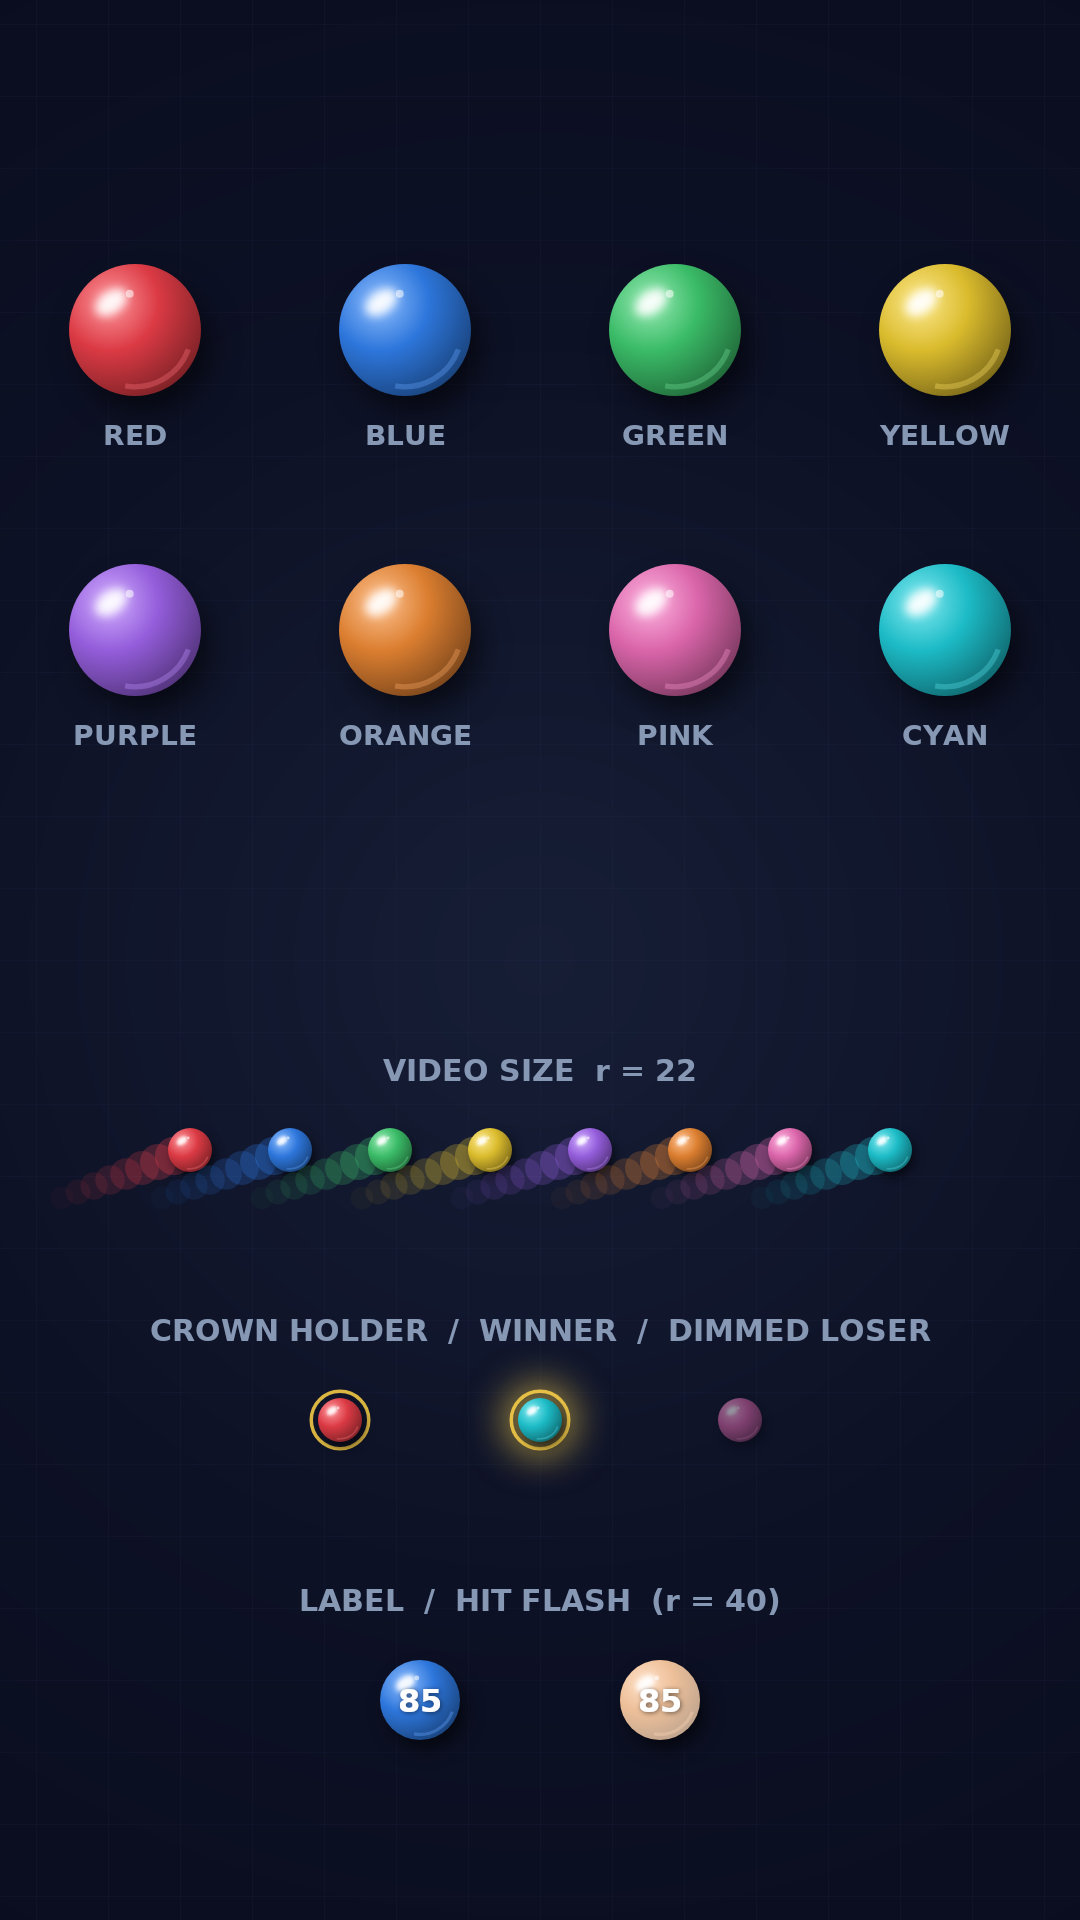 RED BLUE GREEN YELLOW
PURPLE ORANGE PINK CYAN
VIDEO SIZE r = 22
CROWN HOLDER / WINNER / DIMMED LOSER
LABEL / HIT FLASH (r = 40)
85 85